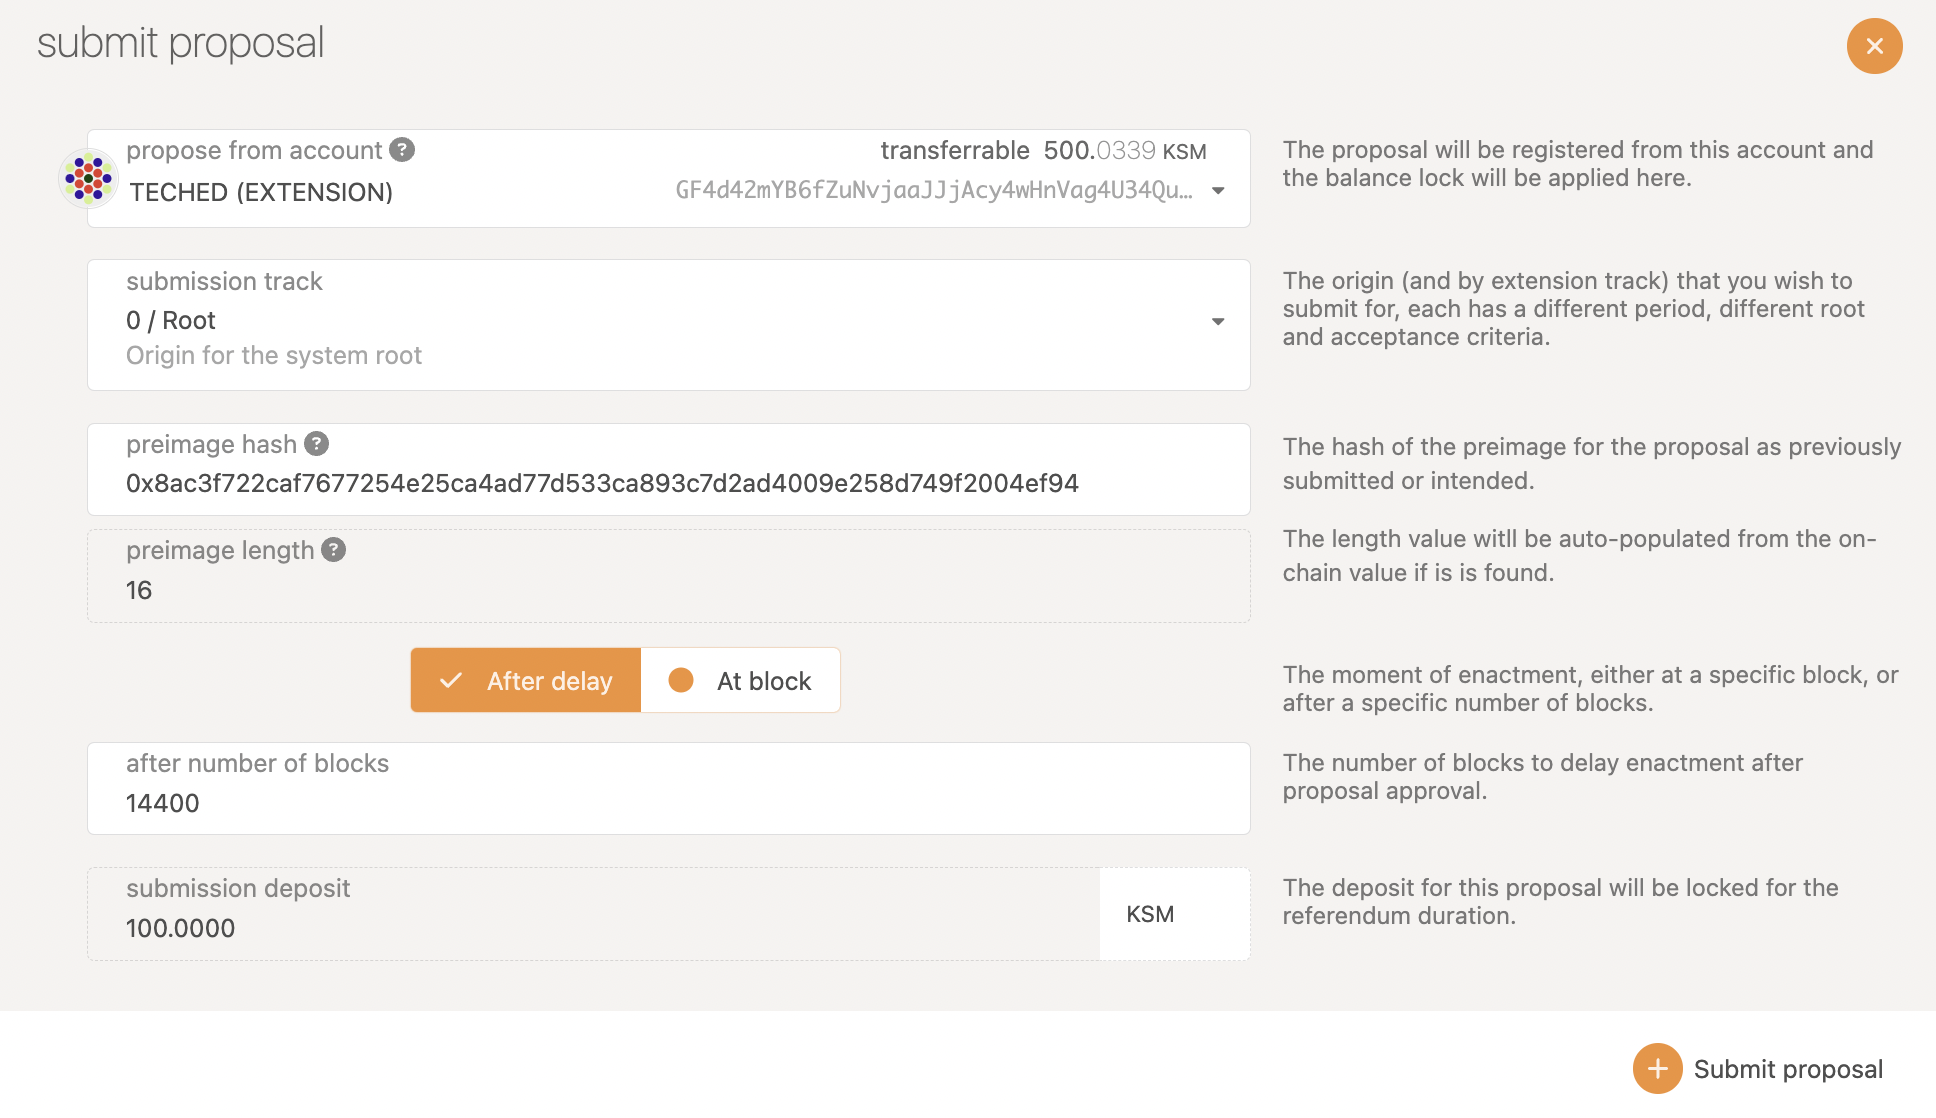 submit proposal
propose from account ?
transferrable 500.0339 KSM
TECHED (EXTENSION)
GF4d42mYB6fZuNvjaaJJjAcy4wHnVag4U34Qu...
The proposal will be registered from this account and
the balance lock will be applied here.
submission track
0 / Root
Origin for the system root
The origin (and by extension track) that you wish to
submit for, each has a different period, different root
and acceptance criteria.
preimage hash ?
0x8ac3f722caf7677254e25ca4ad77d533ca893c7d2ad4009e258d749f2004ef94
The hash of the preimage for the proposal as previously
submitted or intended.
preimage length ?
16
The length value witll be auto-populated from the on-
chain value if is is found.
After delay
At block
The moment of enactment, either at a specific block, or
after a specific number of blocks.
after number of blocks
14400
The number of blocks to delay enactment after
proposal approval.
submission deposit
100.0000
KSM
The deposit for this proposal will be locked for the
referendum duration.
Submit proposal